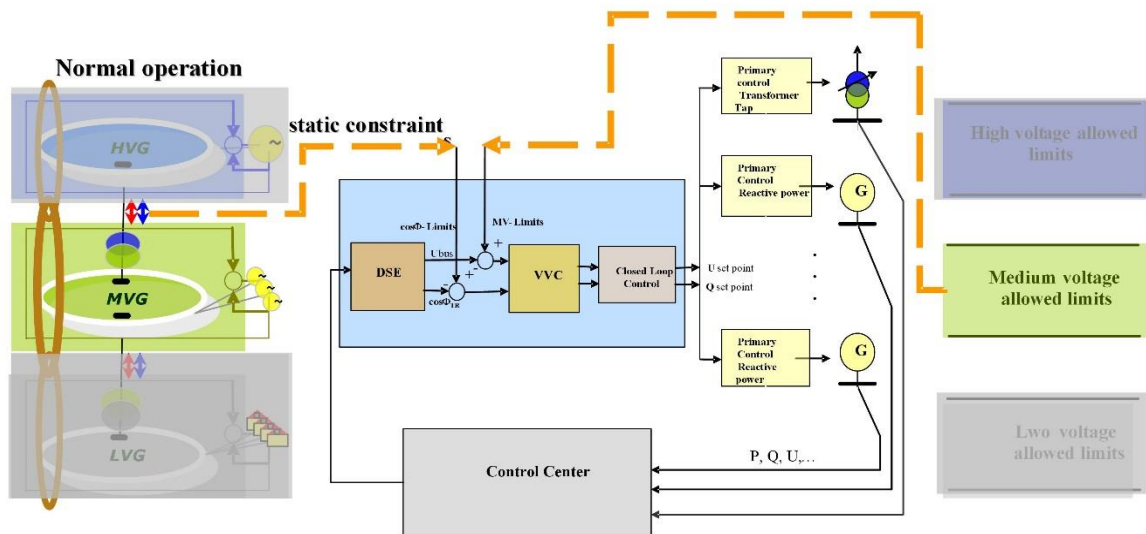 Normal operation
static constraint
HVG
MVG
LVG
cosΦ- Limits
MV- Limits
DSE
U bus
cosΦTR
+
-
+
-
VVC
Closed Loop
Control
U set point
Q set point
Primary
control
Transformer
Tap
Primary
Control
Reactive power
G
Primary
Control
Reactive
power
G
Control Center
P, Q, U,…
High voltage allowed
limits
Medium voltage
allowed limits
Lwo voltage
allowed limits